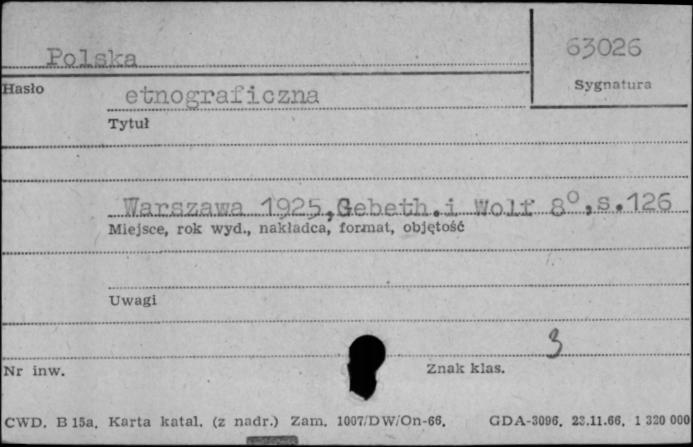 Polska
63026
Hasło
Sygnatura
etnograficzna
Tytuł
Warszawa 1925,Gebeth.i Wolf 8°,s.126
Miejsce, rok wyd., nakładca, format, objętość
Uwagi
3
Nr inw.
Znak klas.
CWD. B 15a. Karta katal. (z nadr.) Zam. 1007/DW/On-66. GDA-3096. 23.11.66. 1 320 000